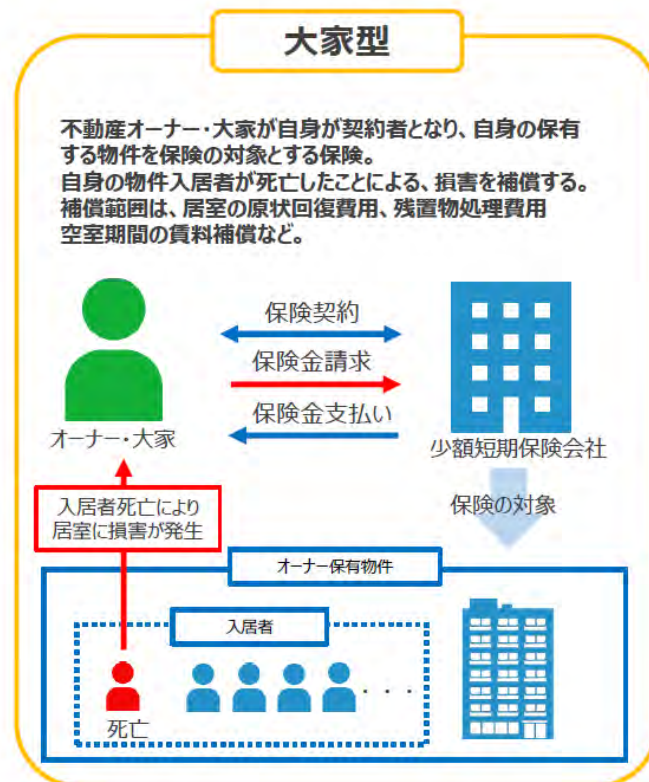 大家型
不動産オーナー・大家が自身が契約者となり、自身の保有
する物件を保険の対象とする保険。
自身の物件入居者が死亡したことによる、損害を補償する。
補償範囲は、居室の原状回復費用、残置物処理費用
空室期間の賃料補償など。
保険契約
保険金請求
保険金支払い
オーナー・大家
少額短期保険会社
入居者死亡により
居室に損害が発生
保険の対象
オーナー保有物件
入居者
・・・
死亡